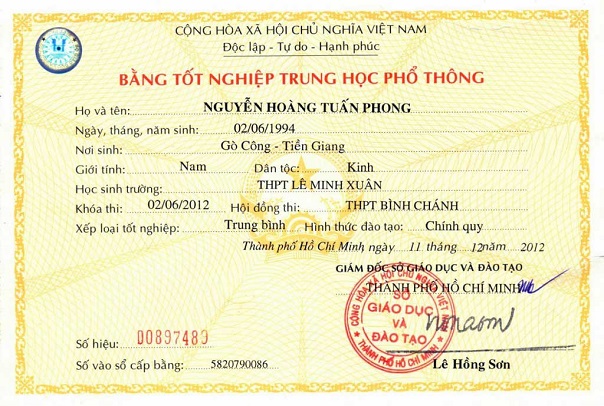 CỘNG HÒA XÃ HỘI CHỦ NGHĨA VIỆT NAM
Độc lập - Tự do - Hạnh phúc
BẰNG TỐT NGHIỆP TRUNG HỌC PHỔ THÔNG
Họ và tên: NGUYỄN HOÀNG TUẤN PHONG
Ngày, tháng, năm sinh: 02/06/1994
Nơi sinh: Gò Công - Tiền Giang
Giới tính: Nam Dân tộc: Kinh
Học sinh trường: THPT LÊ MINH XUÂN
Khóa thi: 02/06/2012 Hội đồng thi: THPT BÌNH CHÁNH
Xếp loại tốt nghiệp: Trung bình Hình thức đào tạo: Chính quy
Thành phố Hồ Chí Minh ngày 11 tháng 12 năm 2012
GIÁM ĐỐC SỞ GIÁO DỤC VÀ ĐÀO TẠO
THÀNH PHỐ HỒ CHÍ MINH
CỘNG HÒA XÃ HỘI CHỦ NGHĨA VIỆT NAM
SỞ
GIÁO DỤC
VÀ
ĐÀO TẠO
THÀNH PHỐ HỒ CHÍ MINH
Số hiệu: D0897489
Số vào sổ cấp bằng: 5820790086
Lê Hồng Sơn